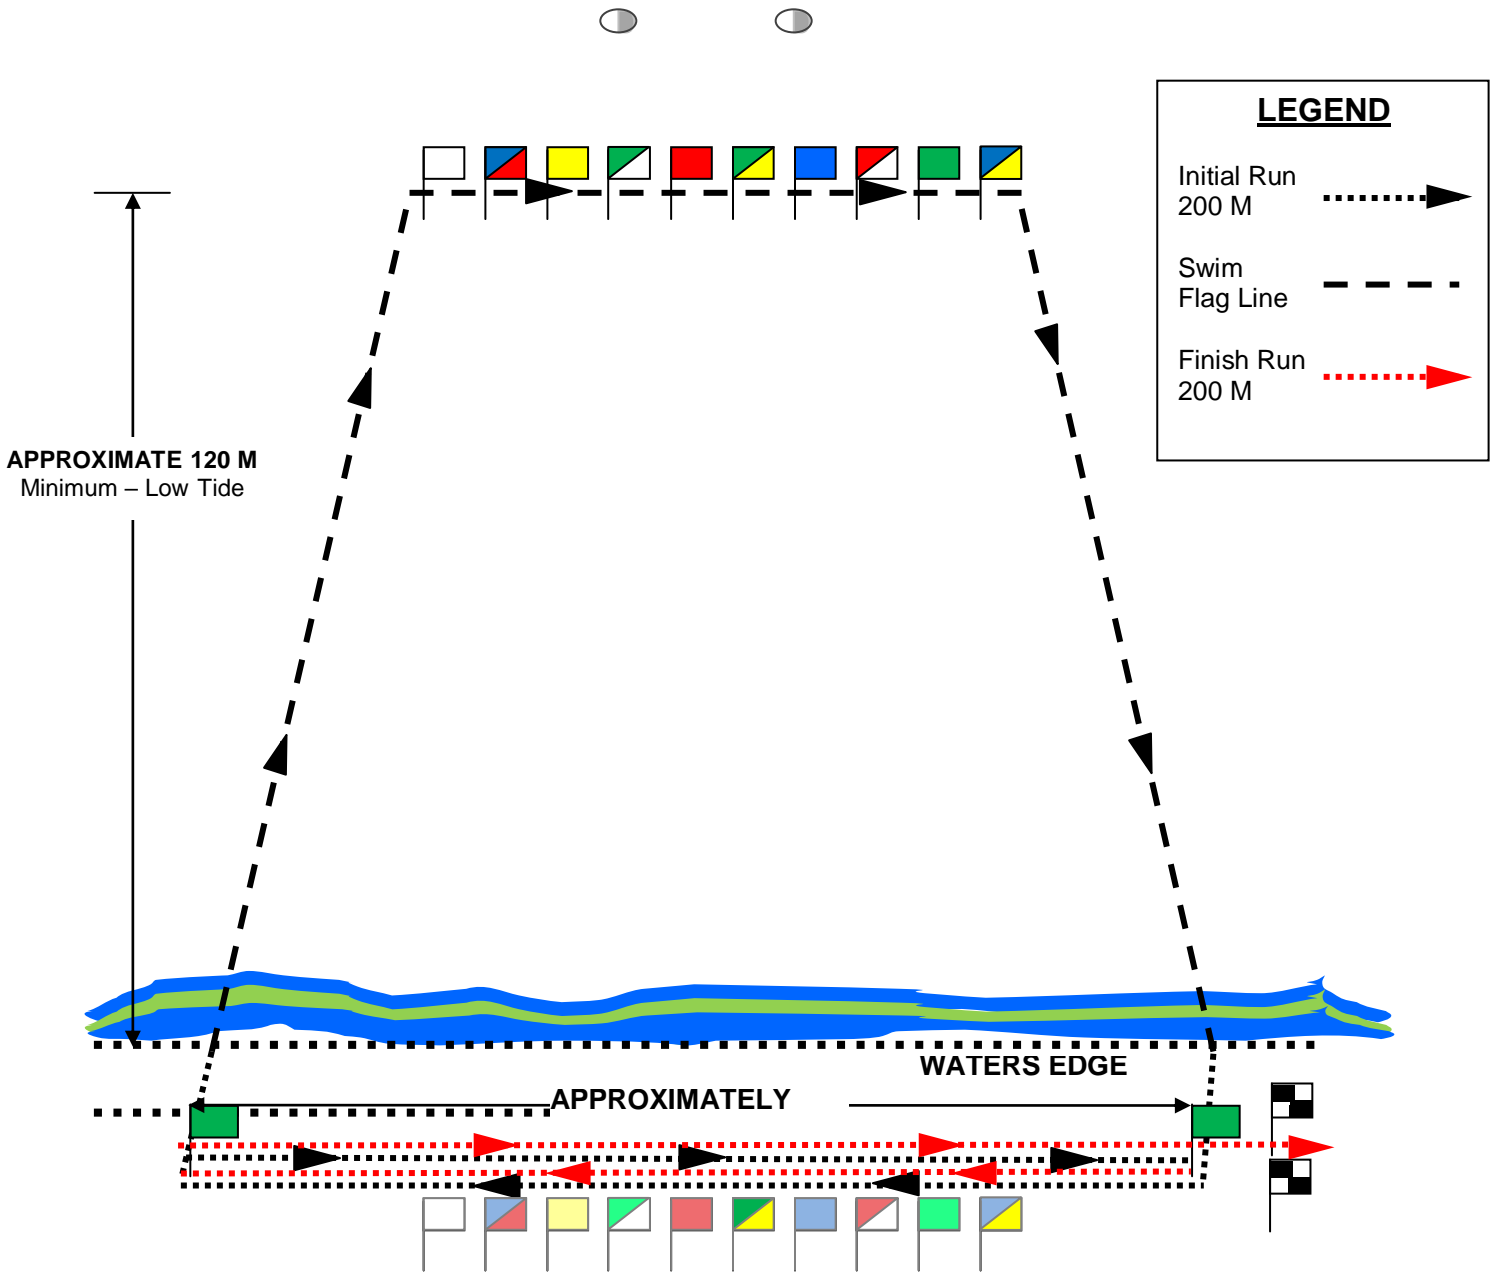 LEGEND
Initial Run
200 M
Swim
Flag Line
Finish Run
200 M
APPROXIMATE 120 M
Minimum – Low Tide
WATERS EDGE
APPROXIMATELY